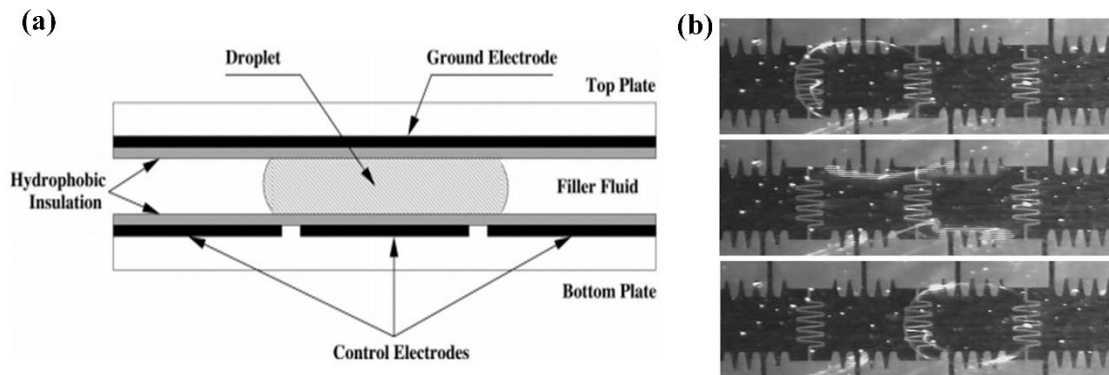 (a)
(b)
Droplet
Ground Electrode
Top Plate
Hydrophobic
Insulation
Filler Fluid
Bottom Plate
Control Electrodes